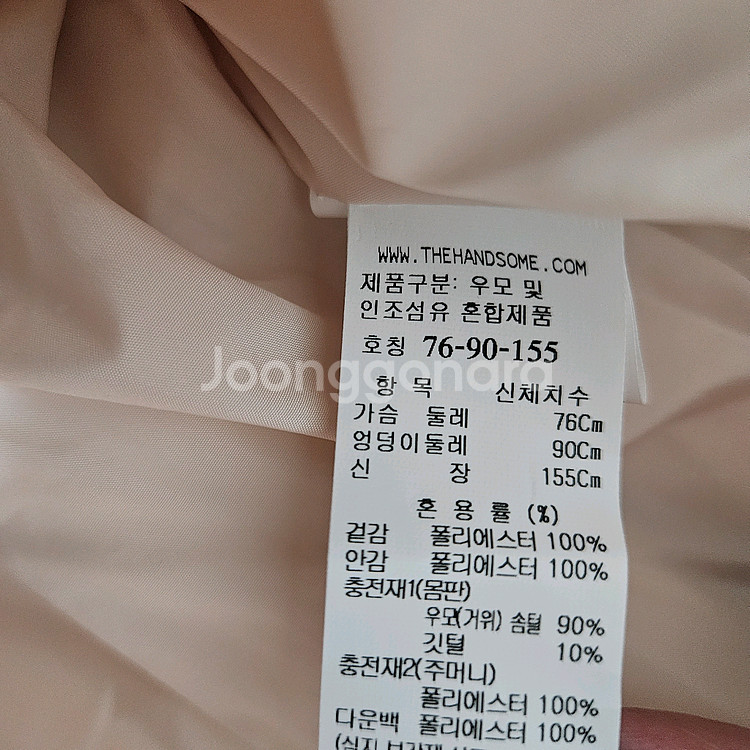 WWW.THEHANDSOME.COM
제품구분: 우모 및
인조섬유 혼합제품
호칭 76-90-155
Joonggonara
항 목 신체치수
가슴 둘레 76Cm
엉덩이둘레 90Cm
신 장 155Cm
혼 용 률 (%)
겉감 폴리에스터 100%
안감 폴리에스터 100%
충전재1(몸판)
우모(거위) 솜털 90%
깃털 10%
충전재2(주머니)
폴리에스터 100%
다운백 폴리에스터 100%